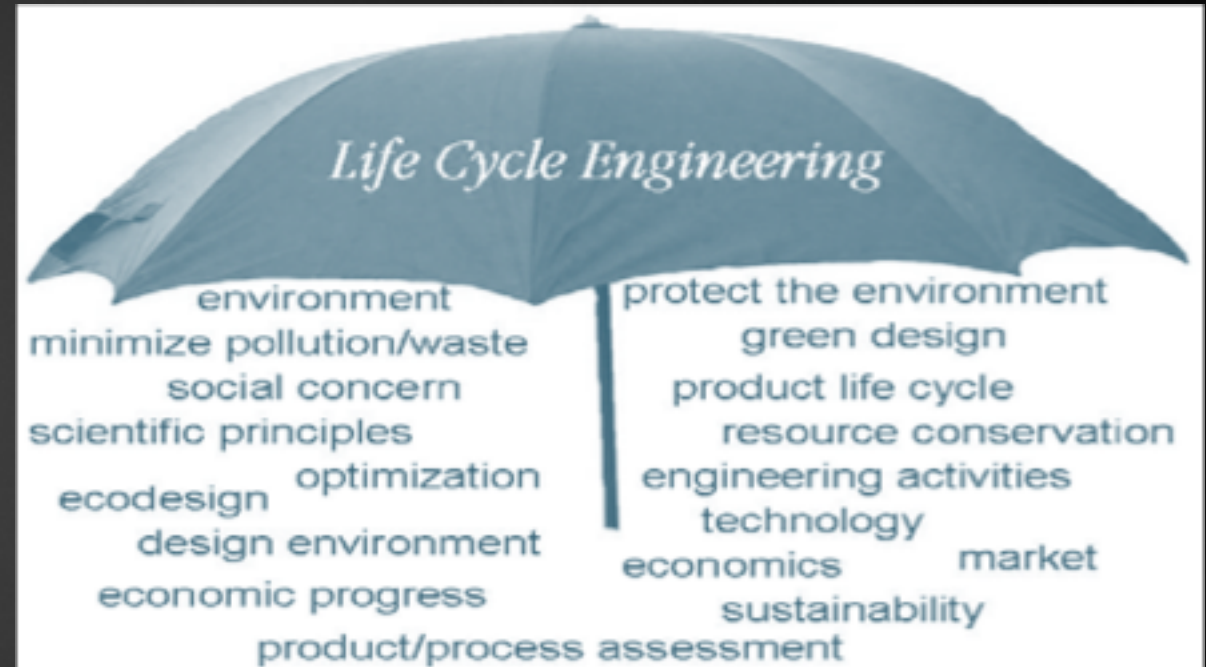 Life Cycle Engineering
environment
protect the environment
minimize pollution/waste
green design
social concern
product life cycle
scientific principles
resource conservation
optimization
engineering activities
ecodesign
technology
design environment
economics
market
economic progress
sustainability
product/process assessment